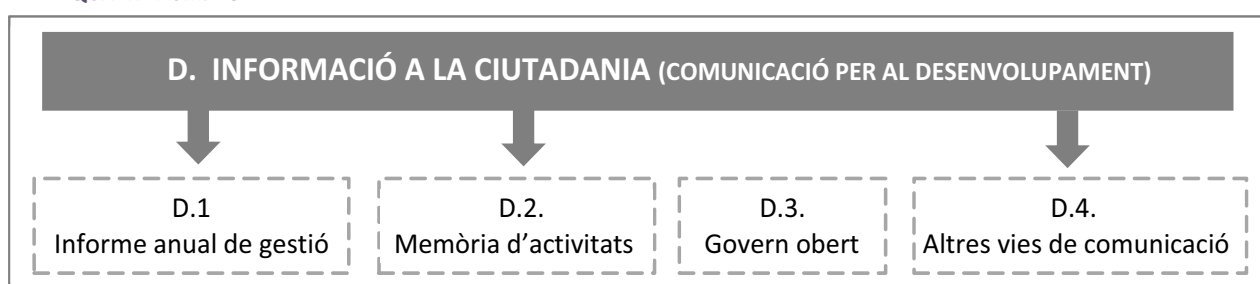 D. INFORMACIÓ A LA CIUTADANIA (COMUNICACIÓ PER AL DESENVOLUPAMENT)
D.1
Informe anual de gestió
D.2.
Memòria d’activitats
D.3.
Govern obert
D.4.
Altres vies de comunicació